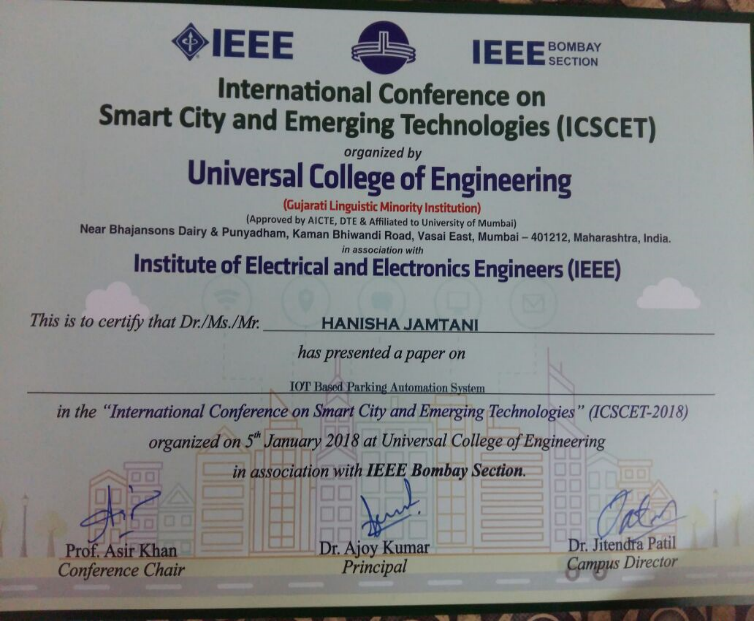 IEEE
IEEE BOMBAY SECTION
International Conference on
Smart City and Emerging Technologies (ICSCET)
organized by
Universal College of Engineering
(Gujarati Linguistic Minority Institution)
(Approved by AICTE, DTE & Affiliated to University of Mumbai)
Near Bhajansons Dairy & Punyadham, Kaman Bhiwandi Road, Vasai East, Mumbai – 401212, Maharashtra, India.
in association with
Institute of Electrical and Electronics Engineers (IEEE)
This is to certify that Dr./Ms./Mr. HANISHA JAMTANI
has presented a paper on
IOT Based Parking Automation System
in the “International Conference on Smart City and Emerging Technologies” (ICSCET-2018)
organized on 5th January 2018 at Universal College of Engineering
in association with IEEE Bombay Section.
Prof. Asir Khan Dr. Ajoy Kumar Dr. Jitendra Patil
Conference Chair Principal Campus Director